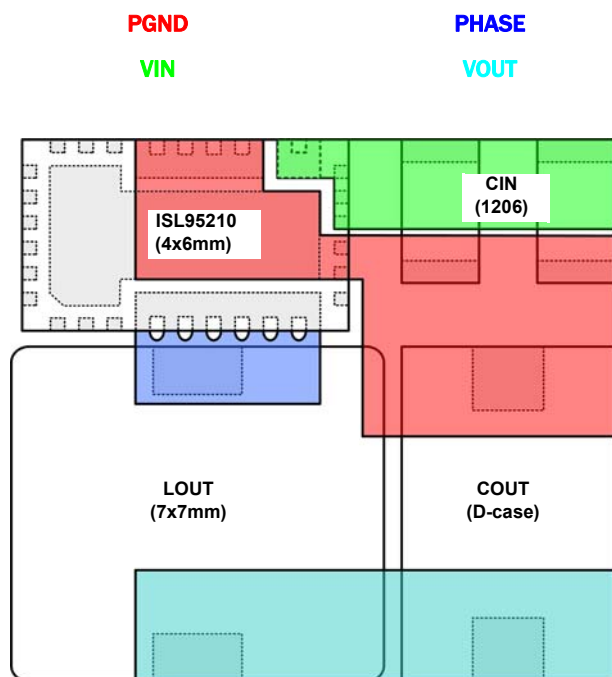 PGND PHASE
VIN VOUT
CIN
(1206)
ISL95210
(4x6mm)
LOUT
(7x7mm)
COUT
(D-case)